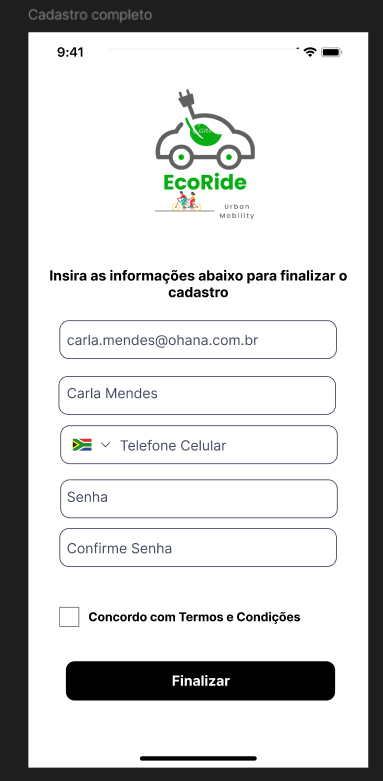 Cadastro completo
9:41
EcoRide
Urban
Mobility
Insira as informações abaixo para finalizar o
cadastro
carla.mendes@ohana.com.br
Carla Mendes
Telefone Celular
Senha
Confirme Senha
Concordo com Termos e Condições
Finalizar